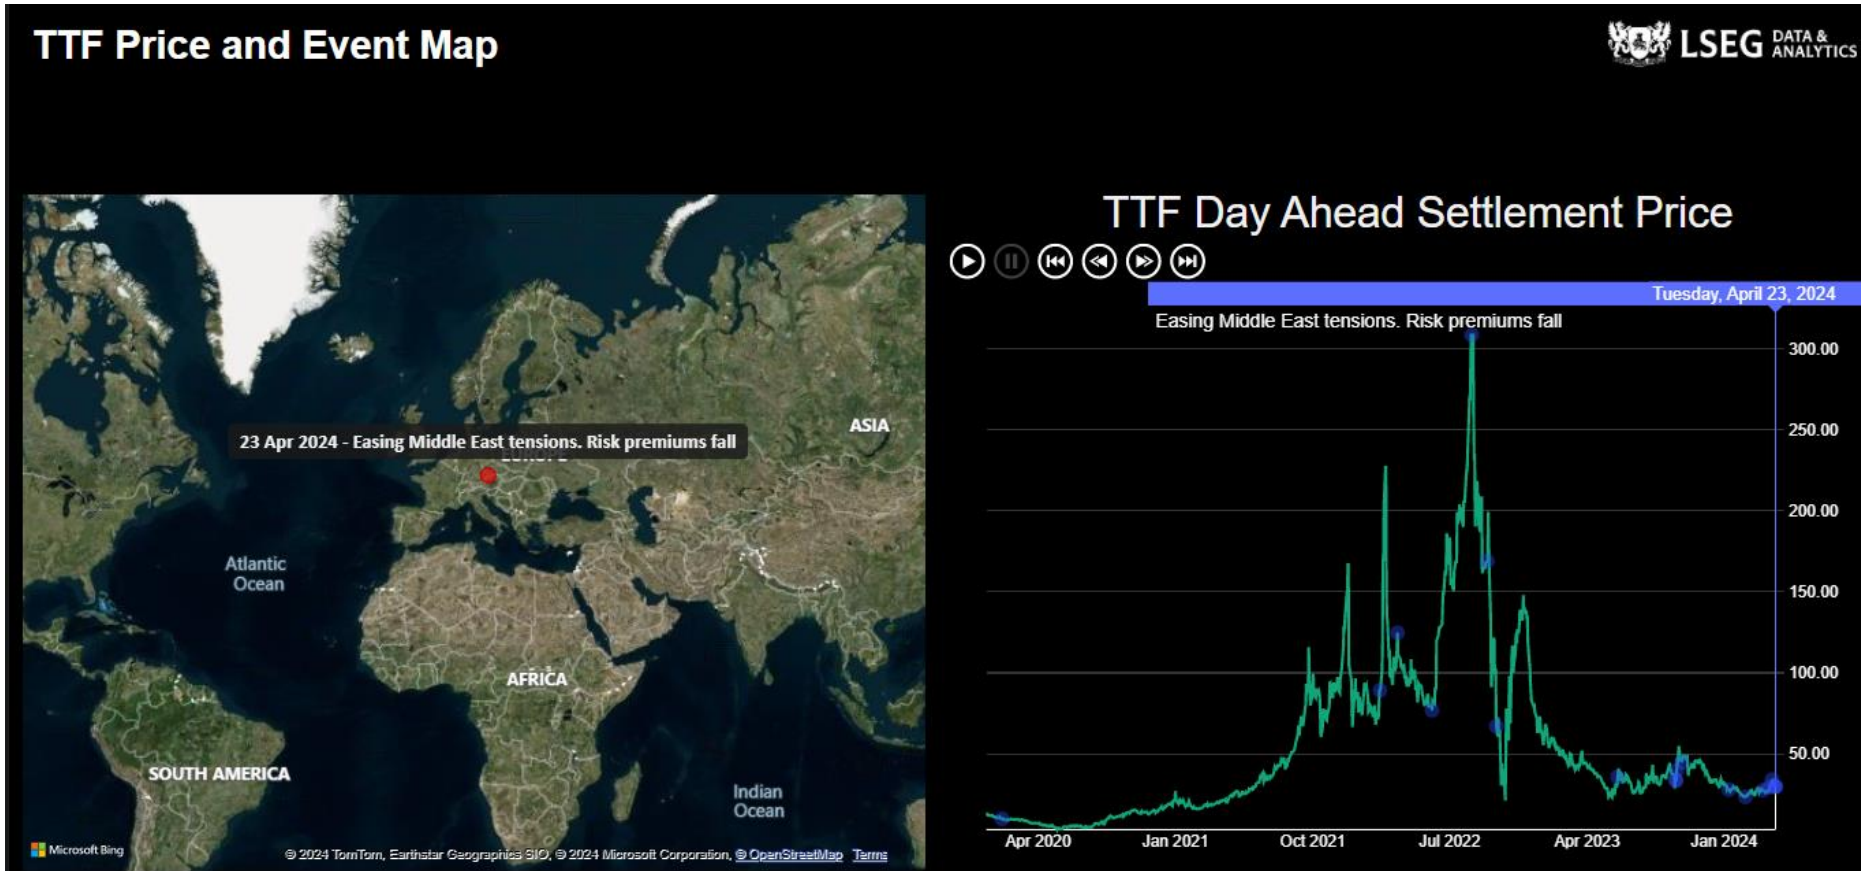 TTF Price and Event Map
LSEG DATA &
ANALYTICS
TTF Day Ahead Settlement Price
Tuesday, April 23, 2024
Easing Middle East tensions. Risk premiums fall
300.00
250.00
200.00
150.00
100.00
50.00
Apr 2020
Jan 2021
Oct 2021
Jul 2022
Apr 2023
Jan 2024
ASIA
23 Apr 2024 - Easing Middle East tensions. Risk premiums fall
EUROPE
Atlantic
Ocean
AFRICA
SOUTH AMERICA
Indian
Ocean
Microsoft Bing
© 2024 TomTom, Earthstar Geographics SIO, © 2024 Microsoft Corporation, © OpenStreetMap Terms